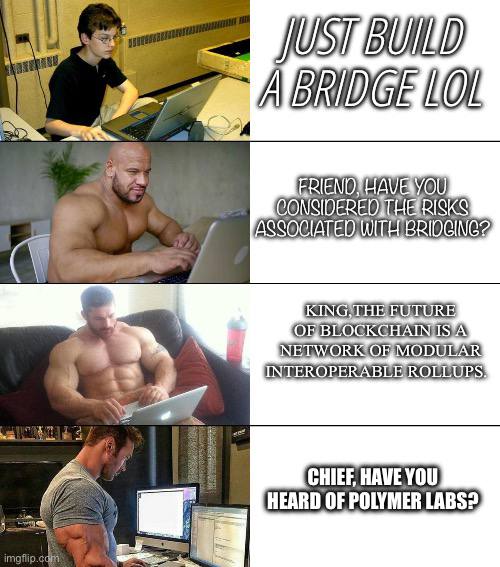 JUST BUILD
A BRIDGE LOL
FRIEND, HAVE YOU
CONSIDERED THE RISKS
ASSOCIATED WITH BRIDGING?
KING,THE FUTURE
OF BLOCKCHAIN IS A
NETWORK OF MODULAR
INTEROPERABLE ROLLUPS.
CHIEF, HAVE YOU
HEARD OF POLYMER LABS?
imgflip.com